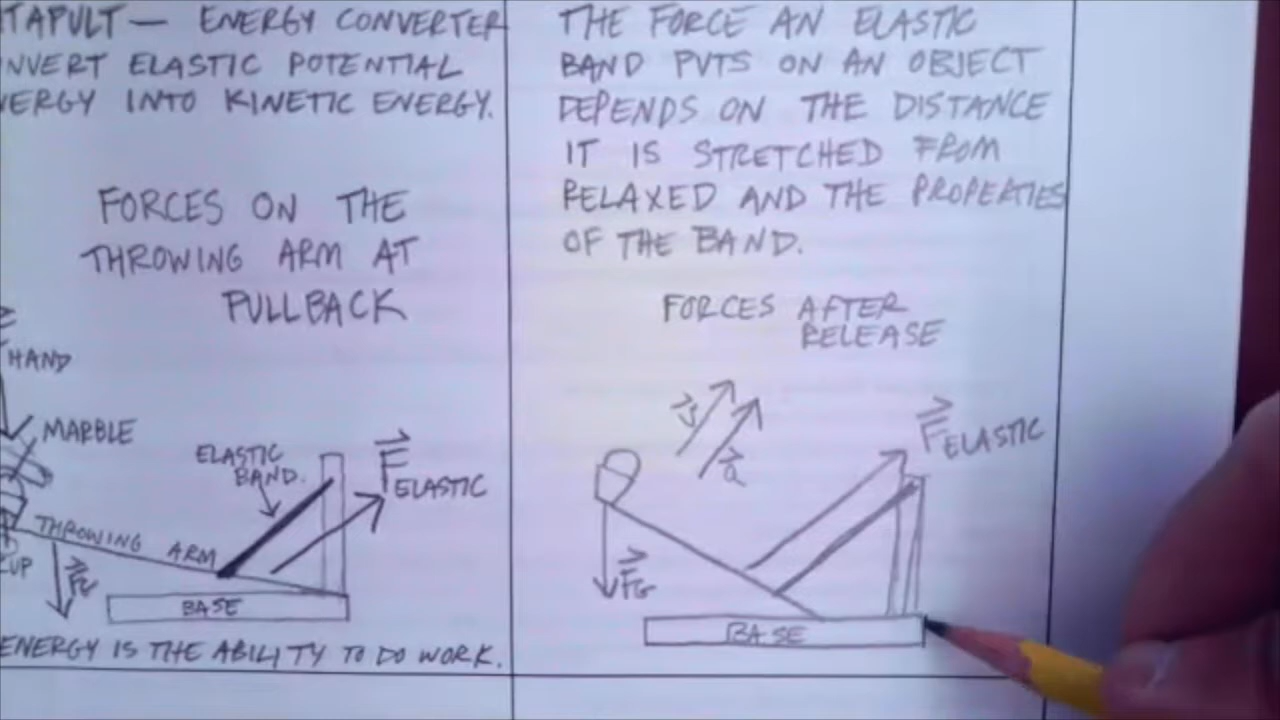 TAPULT — ENERGY CONVERTER
NVERT ELASTIC POTENTIAL
ERGY INTO KINETIC ENERGY.
FORCES ON THE
THROWING ARM AT
PULLBACK
HAND
MARBLE
ELASTIC
BAND.
F ELASTIC
THROWING ARM
CUP
FG
BASE
ENERGY IS THE ABILITY TO DO WORK.
THE FORCE AN ELASTIC
BAND PUTS ON AN OBJECT
DEPENDS ON THE DISTANCE
IT IS STRETCHED FROM
RELAXED AND THE PROPERTIES
OF THE BAND.
FORCES AFTER
RELEASE
v
a
F ELASTIC
FG
BASE